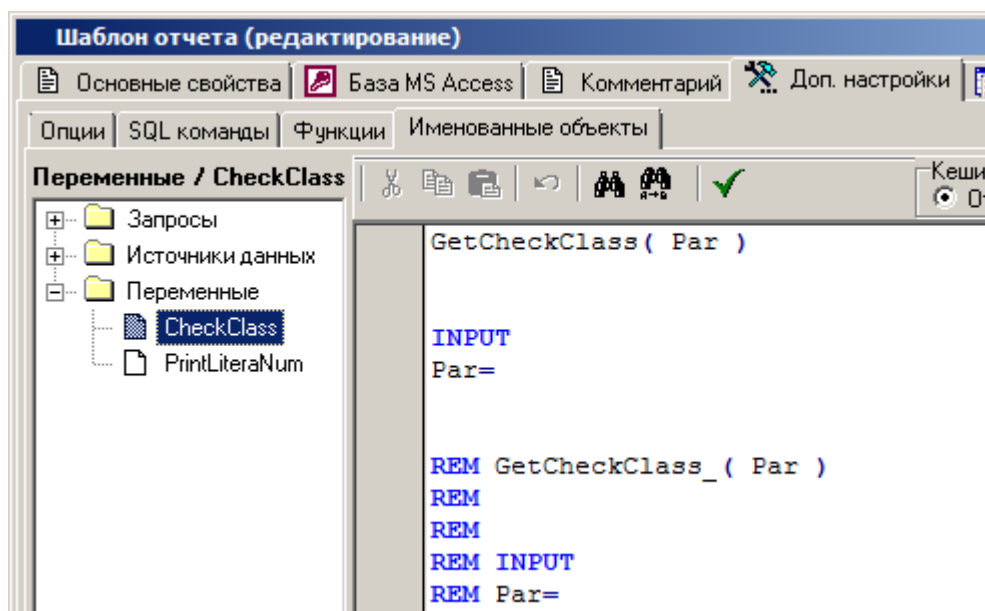 Шаблон отчета (редактирование)
Основные свойства База MS Access Комментарий Доп. настройки
Опции SQL команды Функции Именованные объекты
Переменные / CheckClass
Запросы
Источники данных
Переменные
CheckClass
PrintLiteraNum
GetCheckClass( Par )
INPUT
Par=
REM GetCheckClass_( Par )
REM
REM
REM INPUT
REM Par=